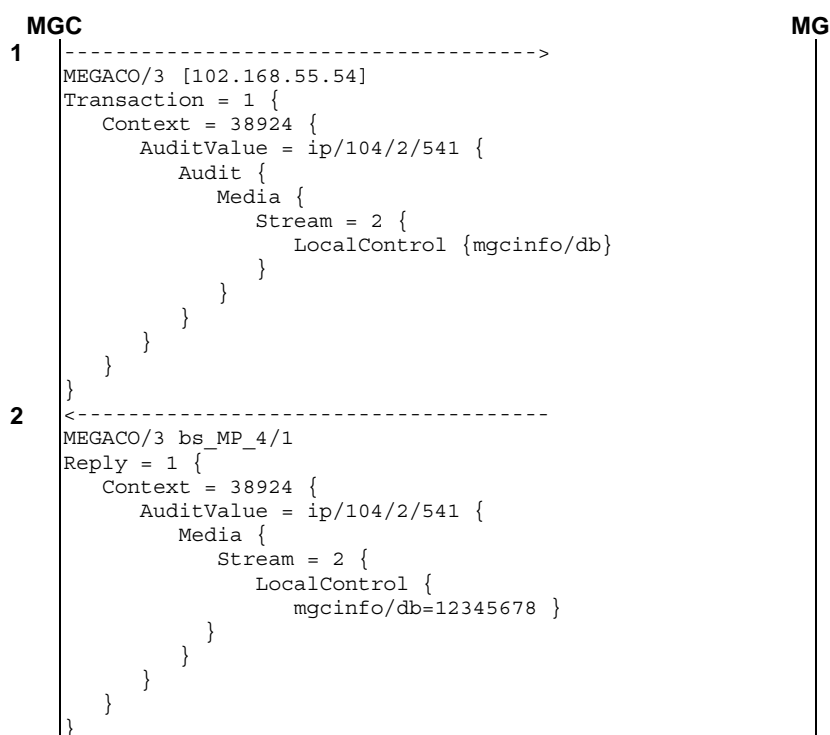 MGC MG
1 ------------------------------------->
MEGACO/3 [102.168.55.54]
Transaction = 1 {
Context = 38924 {
AuditValue = ip/104/2/541 {
Audit {
Media {
Stream = 2 {
LocalControl {mgcinfo/db}
}
}
}
}
}
}
2 <-------------------------------------
MEGACO/3 bs_MP_4/1
Reply = 1 {
Context = 38924 {
AuditValue = ip/104/2/541 {
Media {
Stream = 2 {
LocalControl {
mgcinfo/db=12345678 }
}
}
}
}
}